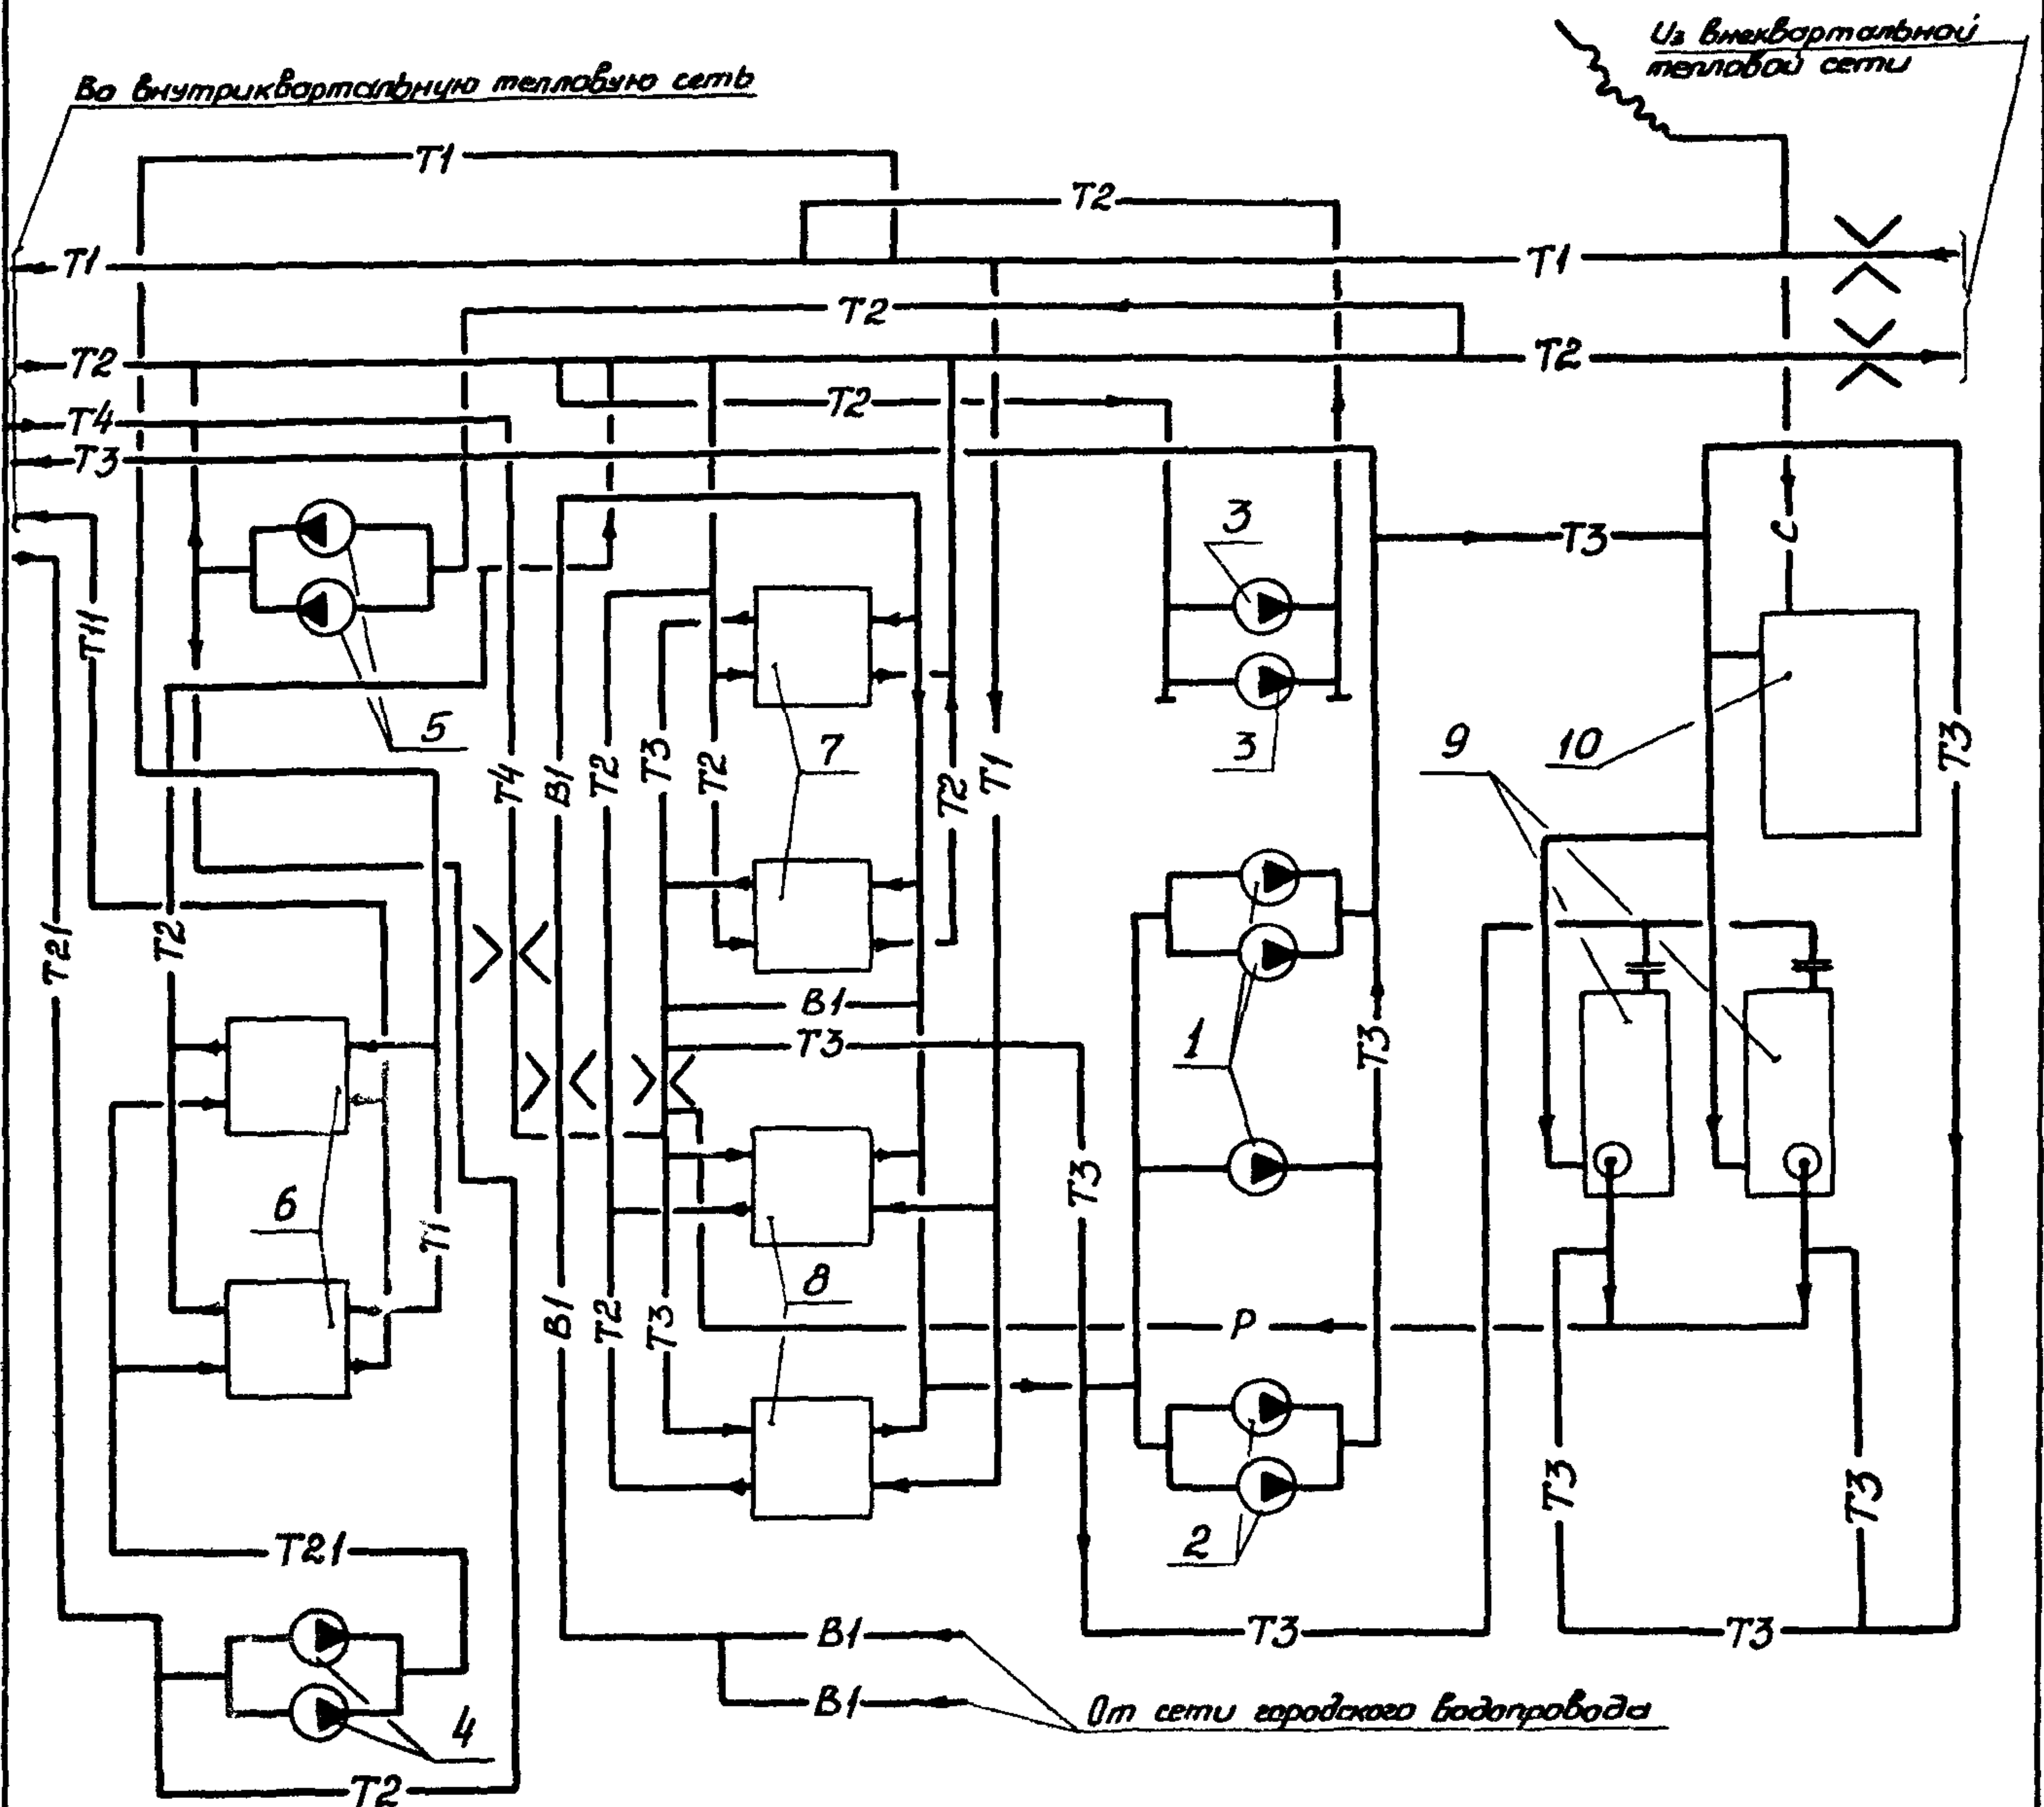 Из внеквартальной
тепловой сети
Во внутриквартальную тепловую сеть
Т1
Т2
Т1
Т1
Т2
Т2
Т2
Т2
Т4
Т3
3
Т3
С
Т11
5
7
3
9
10
Т3
Т4
В1
Т2
Т3
Т2
Т2
Т1
Т21
Т2
В1
Т3
1
Т3
6
Т1
Т3
8
В1
Т2
Т3
Р
Т3
Т3
Т21
2
В1
Т3
Т3
В1
От сети городского водопровода
4
Т2